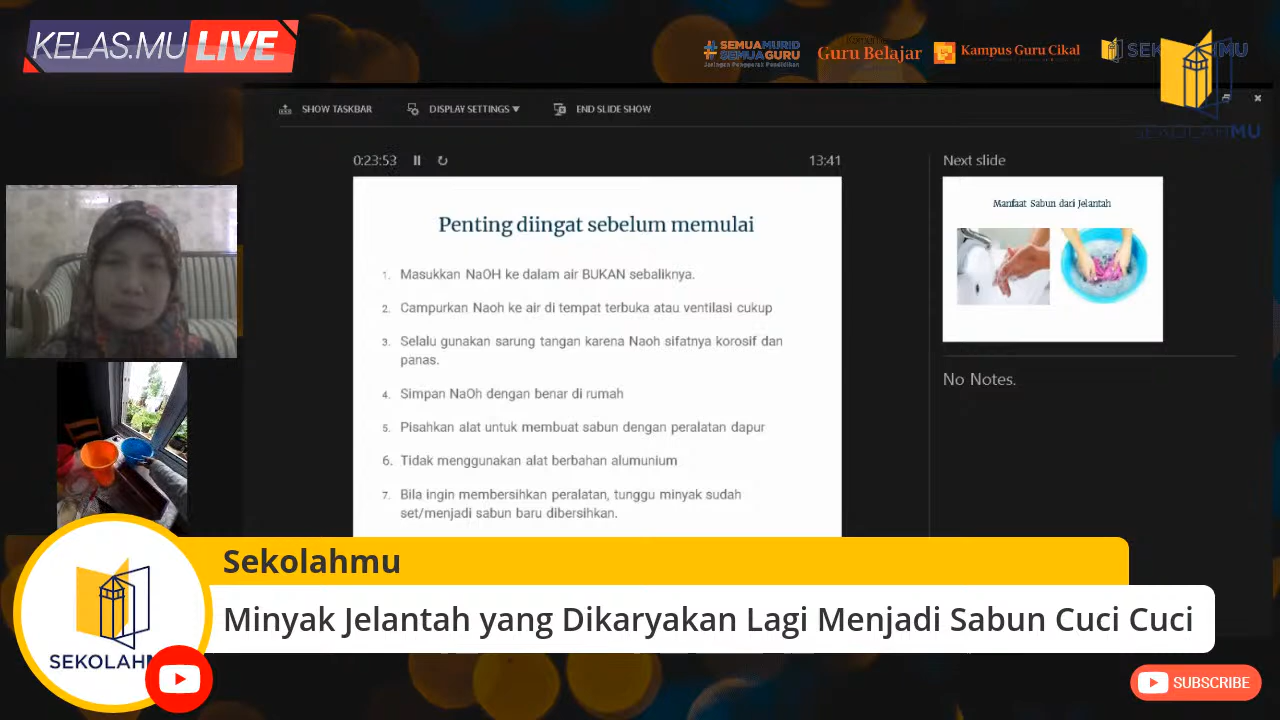 KELAS.MU LIVE
#SEMUAMURID
SEMUAGURU
Jaringan Penggerak Pendidikan
Guru Belajar
Kampus Guru Cikal
SEKOLAHMU
SHOW TASKBAR
DISPLAY SETTINGS ▼
END SLIDE SHOW
0:23:53
13:41
Next slide
Penting diingat sebelum memulai
1. Masukkan NaOH ke dalam air BUKAN sebaliknya.
2. Campurkan Naoh ke air di tempat terbuka atau ventilasi cukup
3. Selalu gunakan sarung tangan karena Naoh sifatnya korosif dan
panas.
4. Simpan NaOh dengan benar di rumah
5. Pisahkan alat untuk membuat sabun dengan peralatan dapur
6. Tidak menggunakan alat berbahan alumunium
7. Bila ingin membersihkan peralatan, tunggu minyak sudah
set/menjadi sabun baru dibersihkan.
Manfaat Sabun dari Jelantah
No Notes.
Sekolahmu
Minyak Jelantah yang Dikaryakan Lagi Menjadi Sabun Cuci Cuci
SUBSCRIBE